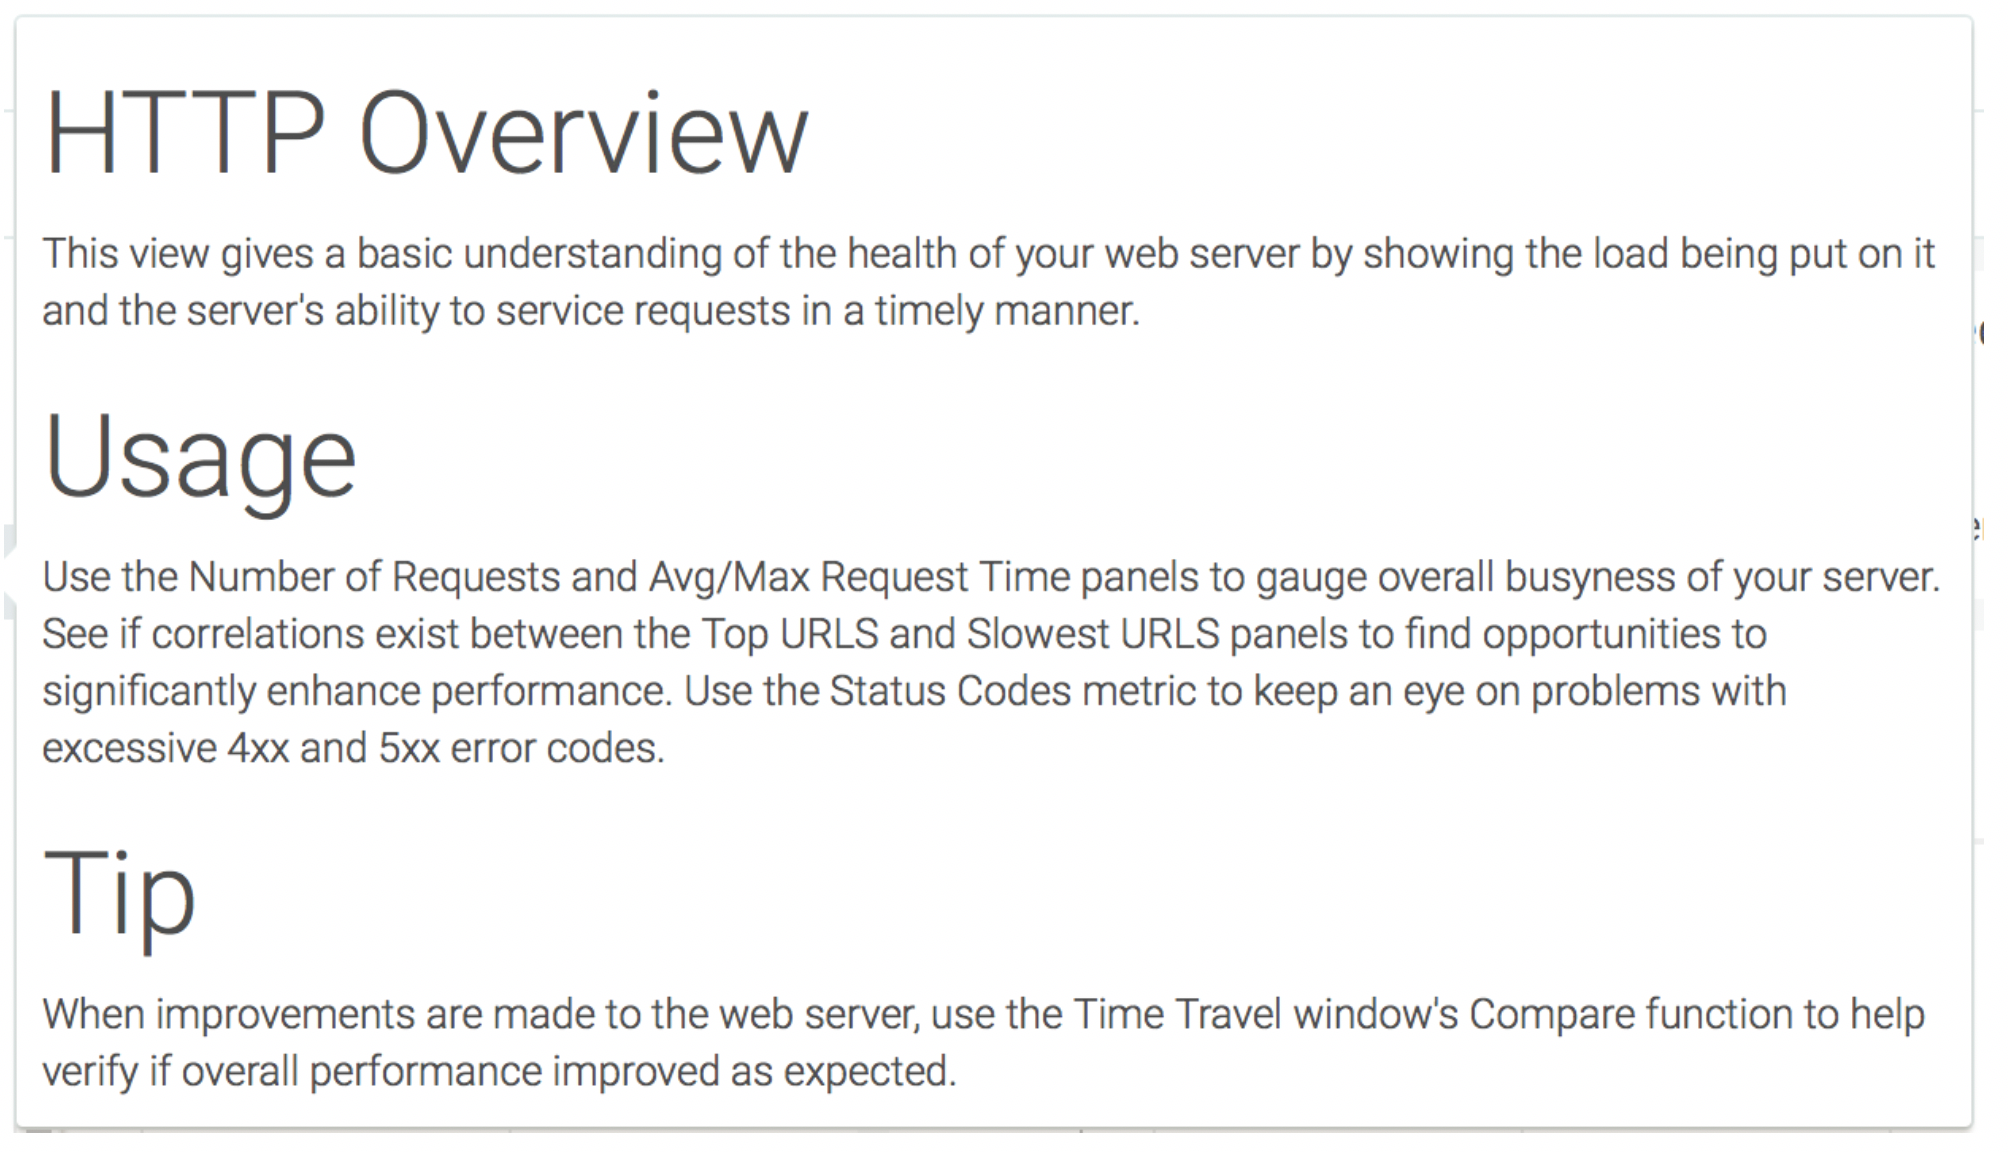 HTTP Overview
This view gives a basic understanding of the health of your web server by showing the load being put on it
and the server's ability to service requests in a timely manner.
Usage
Use the Number of Requests and Avg/Max Request Time panels to gauge overall busyness of your server.
See if correlations exist between the Top URLS and Slowest URLS panels to find opportunities to
significantly enhance performance. Use the Status Codes metric to keep an eye on problems with
excessive 4xx and 5xx error codes.
Tip
When improvements are made to the web server, use the Time Travel window's Compare function to help
verify if overall performance improved as expected.